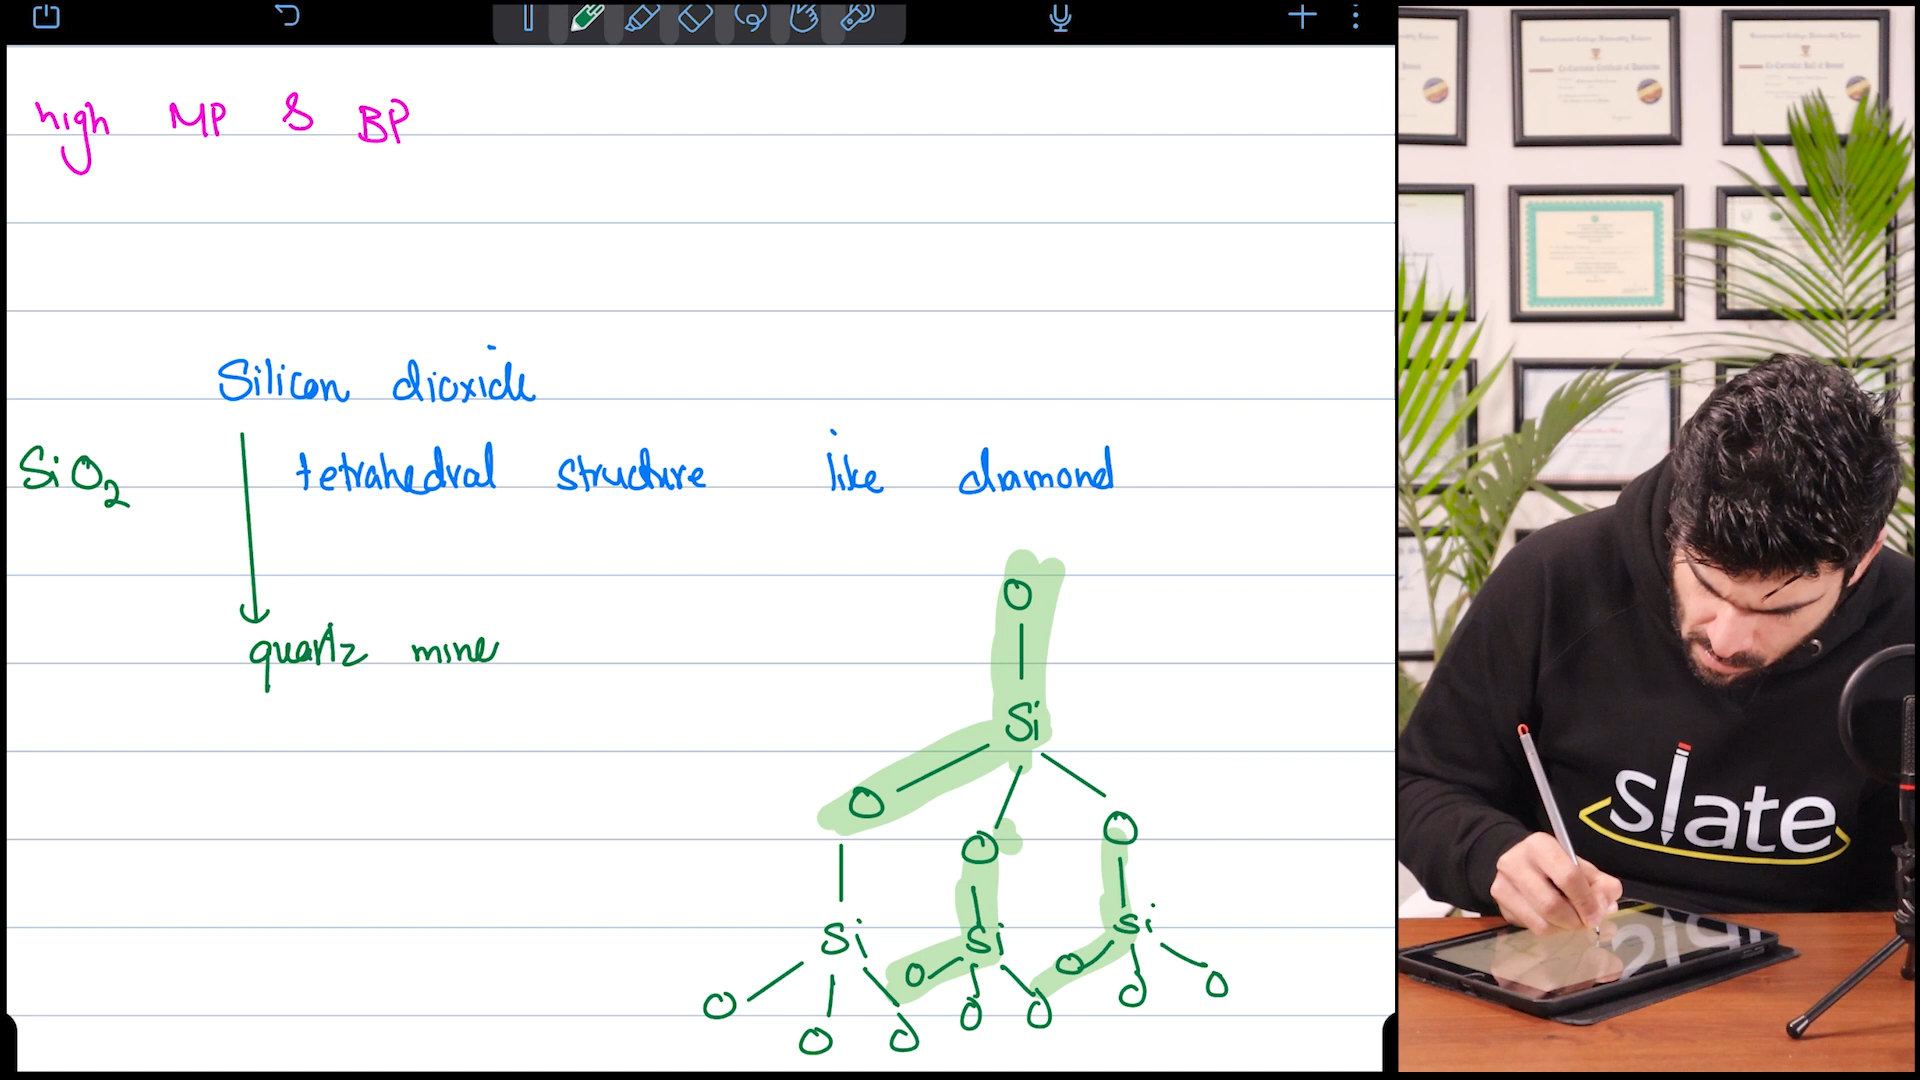 high MP & BP
Silicon dioxide
SiO2
tetrahedral structure like diamond
quartz mine
O
Si
O
O
O
Si
Si
Si
O
O
O
O
O
O
O
O
O
slate